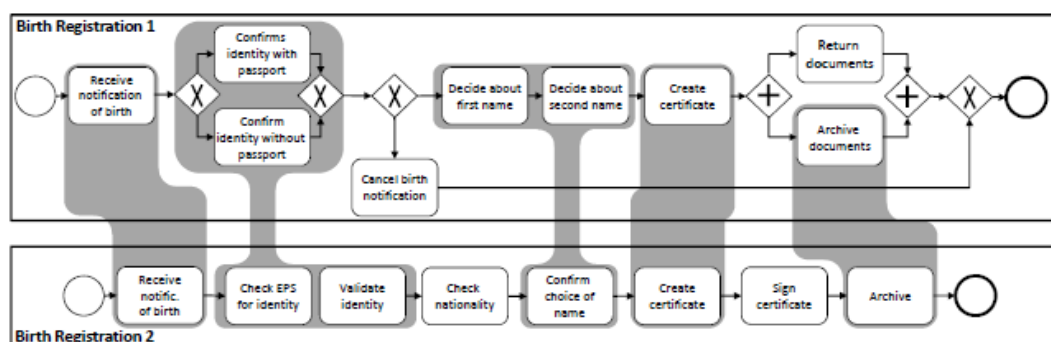 Birth Registration 1
Receive
notification
of birth
Confirms
identity with
passport
Confirm
identity without
passport
Cancel birth
notification
Decide about
first name
Decide about
second name
Create
certificate
Return
documents
Archive
documents
Receive
notific.
of birth
Check EPS
for identity
Validate
identity
Check
nationality
Confirm
choice of
name
Create
certificate
Sign
certificate
Archive
Birth Registration 2